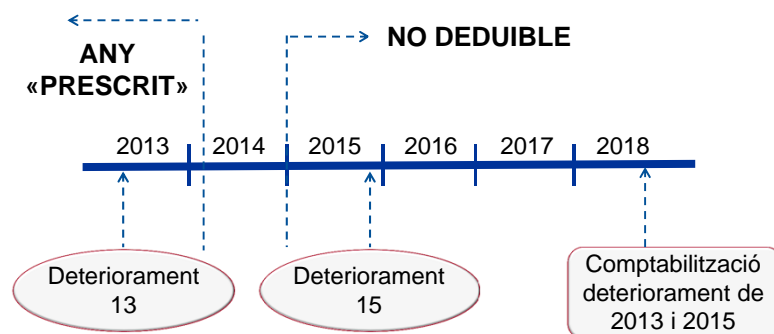 ANY
«PRESCRIT»
NO DEDUIBLE
2013 2014 2015 2016 2017 2018
Deteriorament
13
Deteriorament
15
Comptabilització
deteriorament de
2013 i 2015